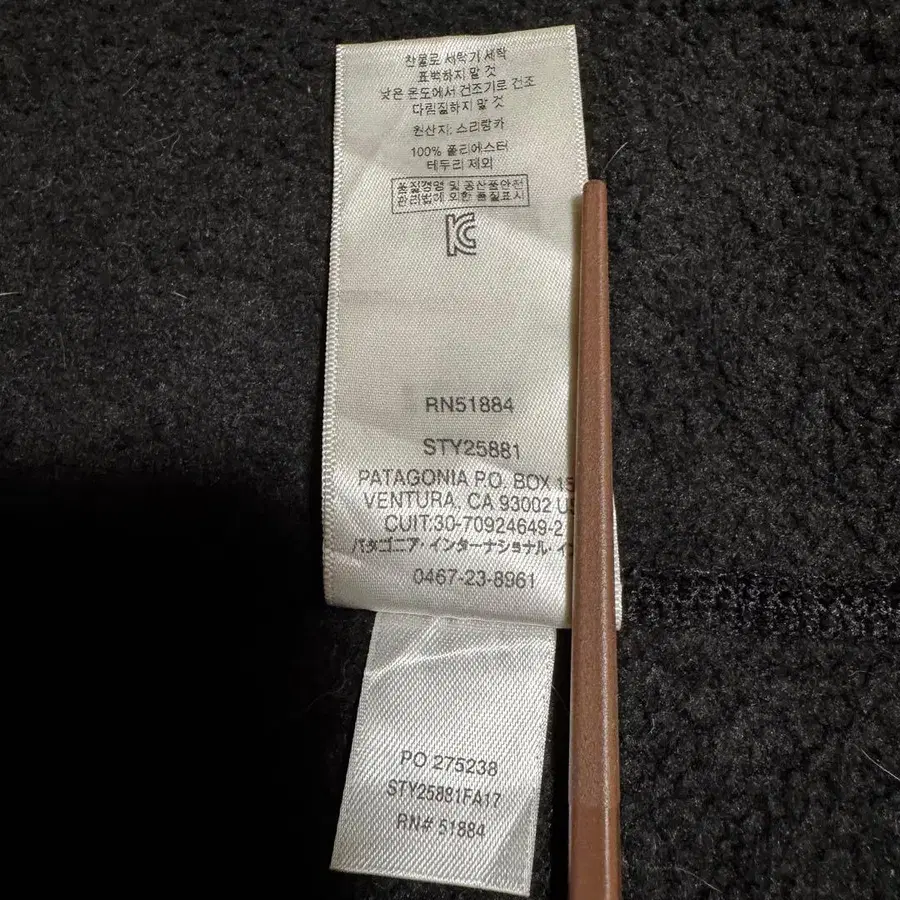 찬물로 세탁기 세탁
표백하지 말 것
낮은 온도에서 건조기로 건조
다림질하지 말 것
원산지: 스리랑카
100% 폴리에스터
테두리 제외
품질경영 및 공산품안전
관리법에 의한 품질표시
KC
RN51884
STY25881
PATAGONIA P.O. BOX 15
VENTURA, CA 93002 US
CUIT:30-70924649-2
パタゴニア・インターナショナル・イ
0467-23-8961
PO 275238
STY25881FA17
RN# 51884